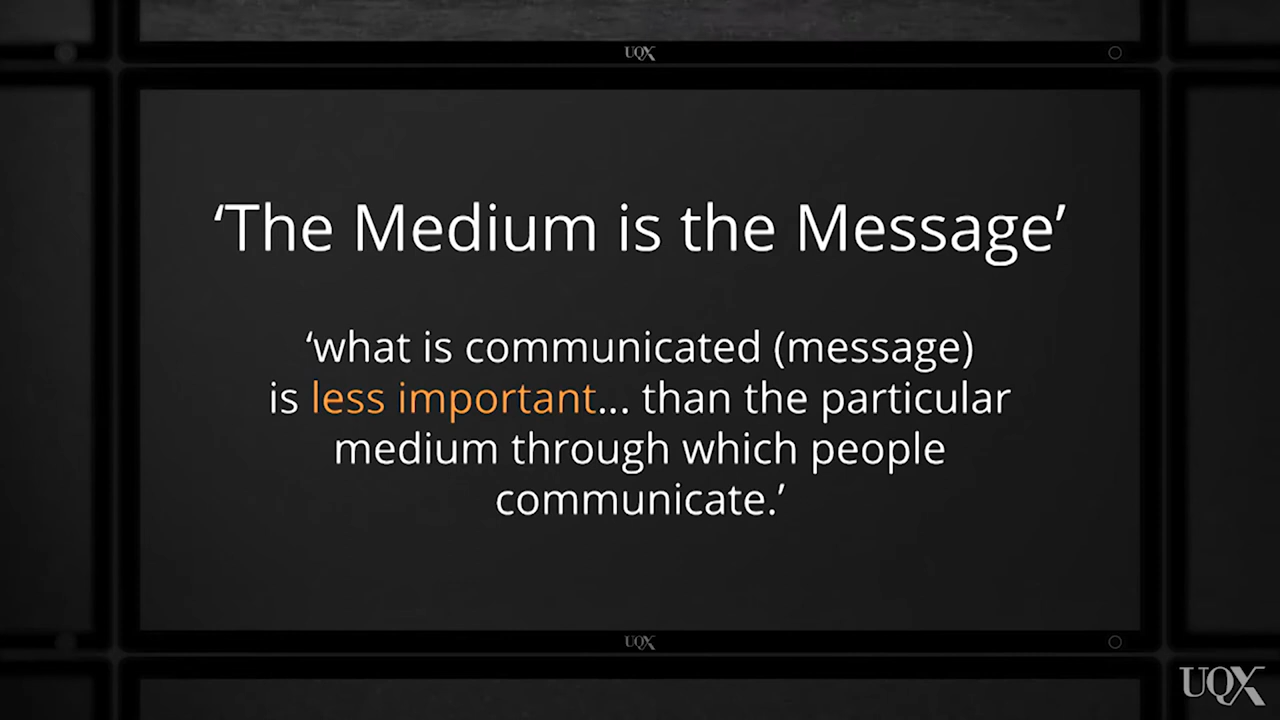 UQX
‘The Medium is the Message’
‘what is communicated (message)
is less important... than the particular
medium through which people
communicate.’
UQX
UQX